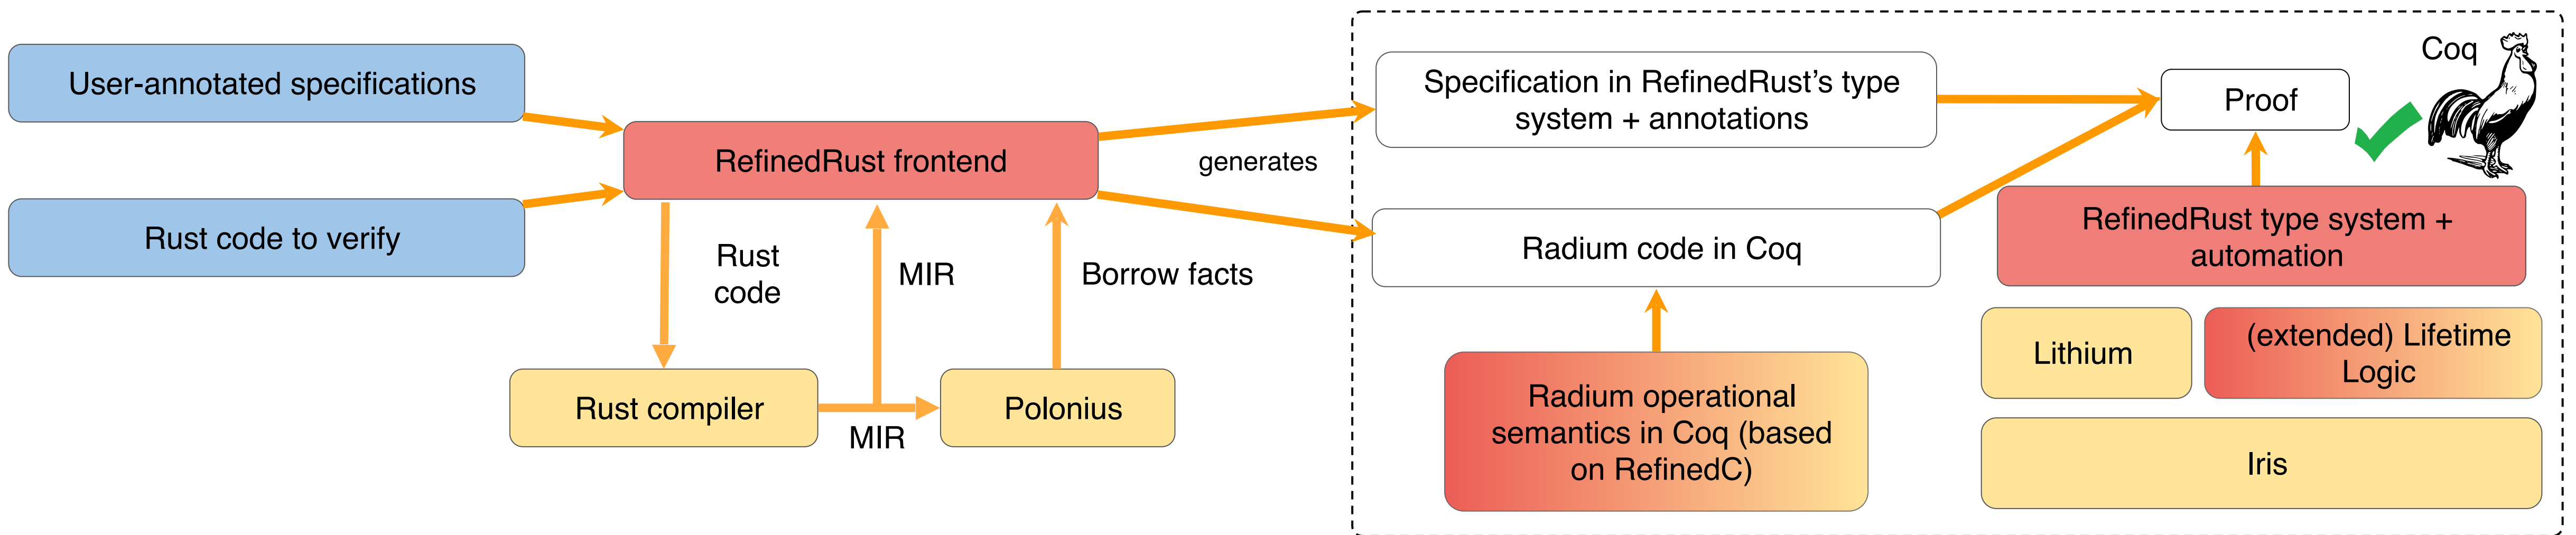 User-annotated specifications
Rust code to verify
RefinedRust frontend
Rust
code
MIR
Borrow facts
Rust compiler
MIR
Polonius
generates
Specification in RefinedRust's type
system + annotations
Radium code in Coq
Radium operational
semantics in Coq (based
on RefinedC)
Proof
Coq
RefinedRust type system +
automation
Lithium
(extended) Lifetime
Logic
Iris